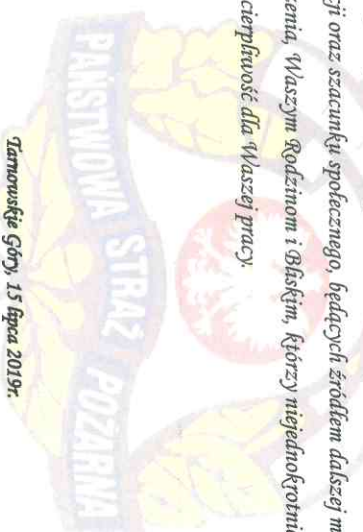 ji oraz szacunku społecznego, będących źródłem dalszej m
zenia, Waszym Rodzinom i Bliskim, którzy niejednokrotni
cierpliwość dla Waszej pracy.
PAŃSTWOWA STRAŻ POŻARNA
Tarnowskie Góry, 15 lipca 2019r.